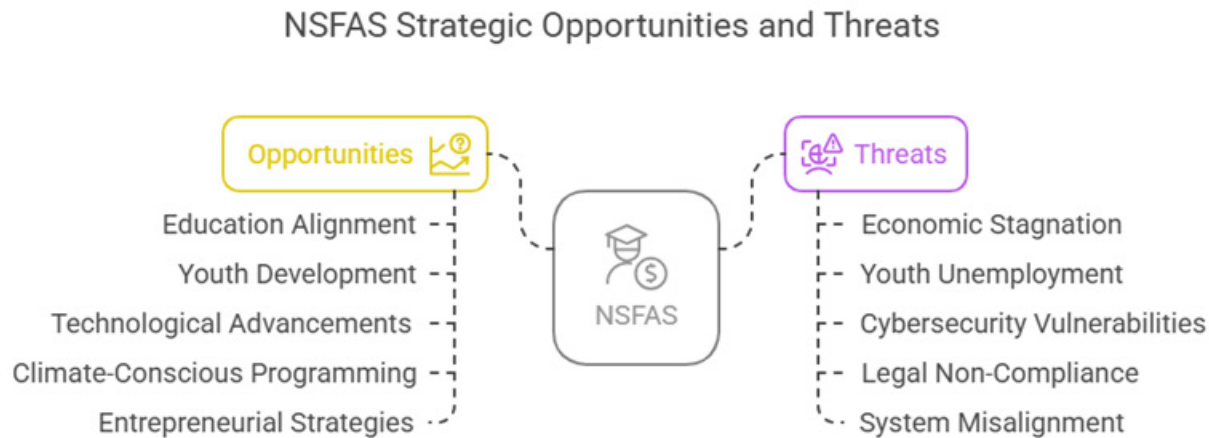 NSFAS Strategic Opportunities and Threats
Opportunities
Education Alignment
Youth Development
Technological Advancements
Climate-Conscious Programming
Entrepreneurial Strategies
$
NSFAS
Threats
Economic Stagnation
Youth Unemployment
Cybersecurity Vulnerabilities
Legal Non-Compliance
System Misalignment